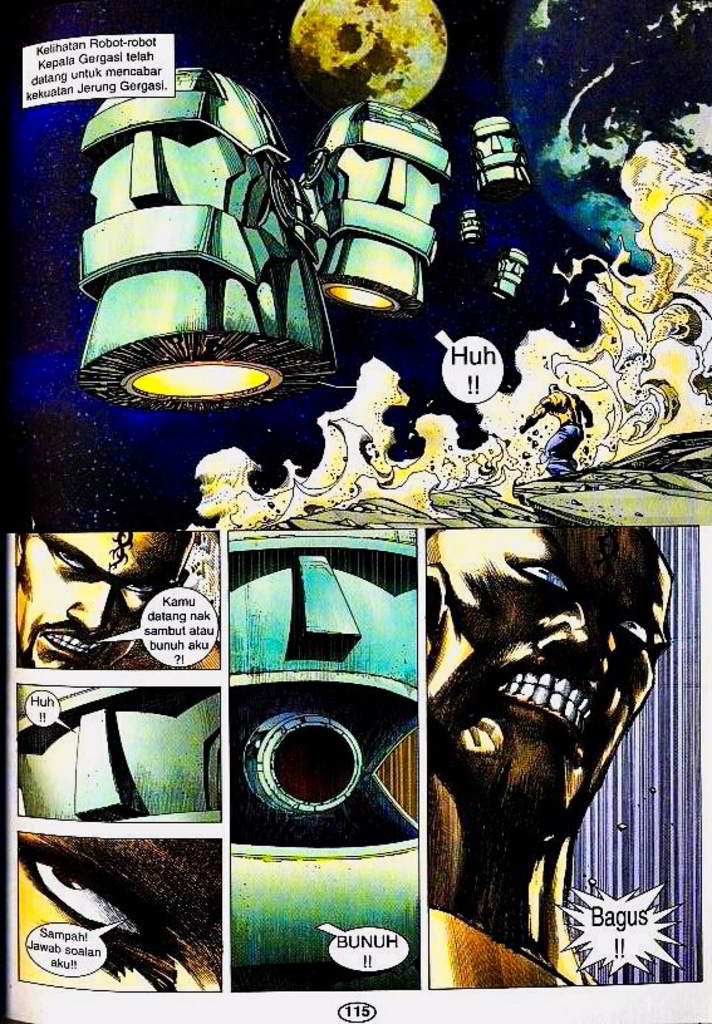 Kelihatan Robot-robot
Kepala Gergasi telah
datang untuk mencabar
kekuatan Jerung Gergasi.
Huh
!!
Kamu
datang nak
sambut atau
bunuh aku
?!
Huh
!!
Sampah!
Jawab soalan
aku!!
BUNUH
!!
Bagus
!!
115